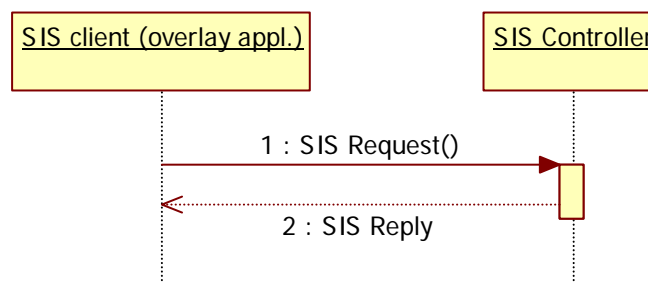 SIS client (overlay appl.)
SIS Controller
1 : SIS Request()
2 : SIS Reply